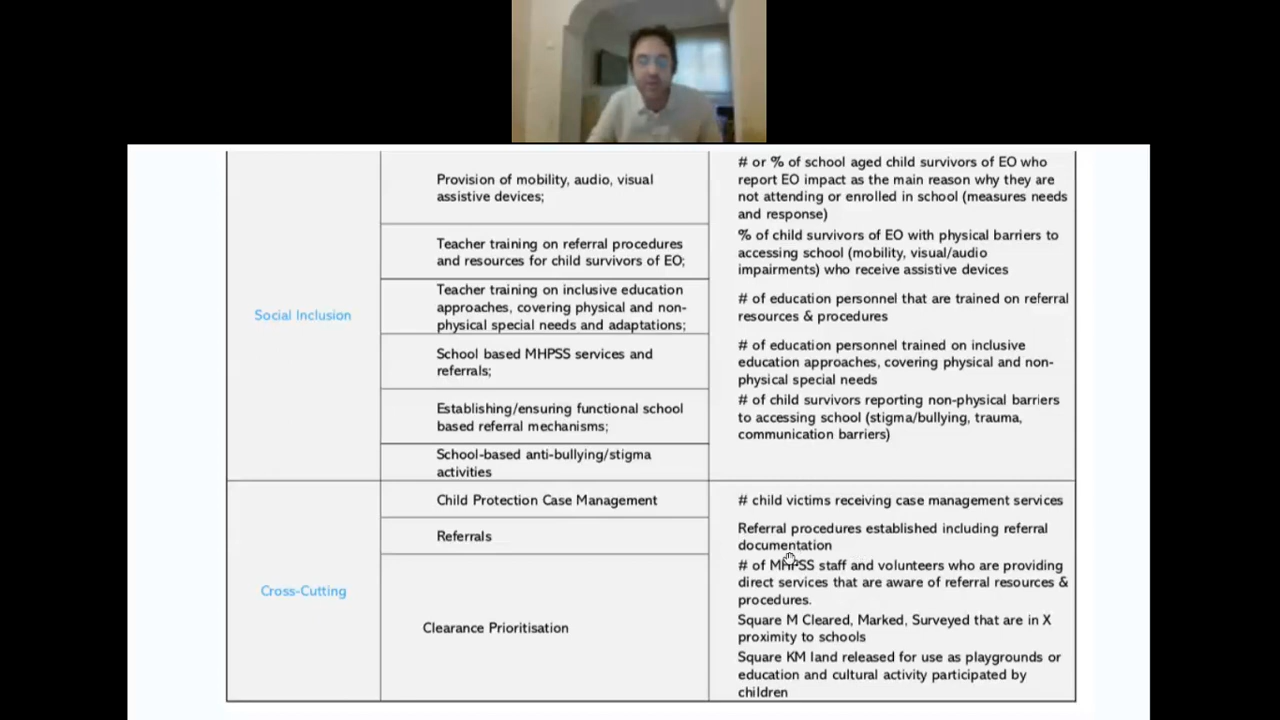 Provision of mobility, audio, visual
assistive devices;
Teacher training on referral procedures
and resources for child survivors of EO;
Teacher training on inclusive education
approaches, covering physical and non-
physical special needs and adaptations;
School based MHPSS services and
referrals;
Establishing/ensuring functional school
based referral mechanisms;
School-based anti-bullying/stigma
activities
Social Inclusion
# or % of school aged child survivors of EO who
report EO impact as the main reason why they are
not attending or enrolled in school (measures needs
and response)
% of child survivors of EO with physical barriers to
accessing school (mobility, visual/audio
impairments) who receive assistive devices
# of education personnel that are trained on referral
resources & procedures
# of education personnel trained on inclusive
education approaches, covering physical and non-
physical special needs
# of child survivors reporting non-physical barriers
to accessing school (stigma/bullying, trauma,
communication barriers)
Cross-Cutting
Child Protection Case Management
Referrals
Clearance Prioritisation
# child victims receiving case management services
Referral procedures established including referral
documentation
# of MHPSS staff and volunteers who are providing
direct services that are aware of referral resources &
procedures.
Square M Cleared, Marked, Surveyed that are in X
proximity to schools
Square KM land released for use as playgrounds or
education and cultural activity participated by
children